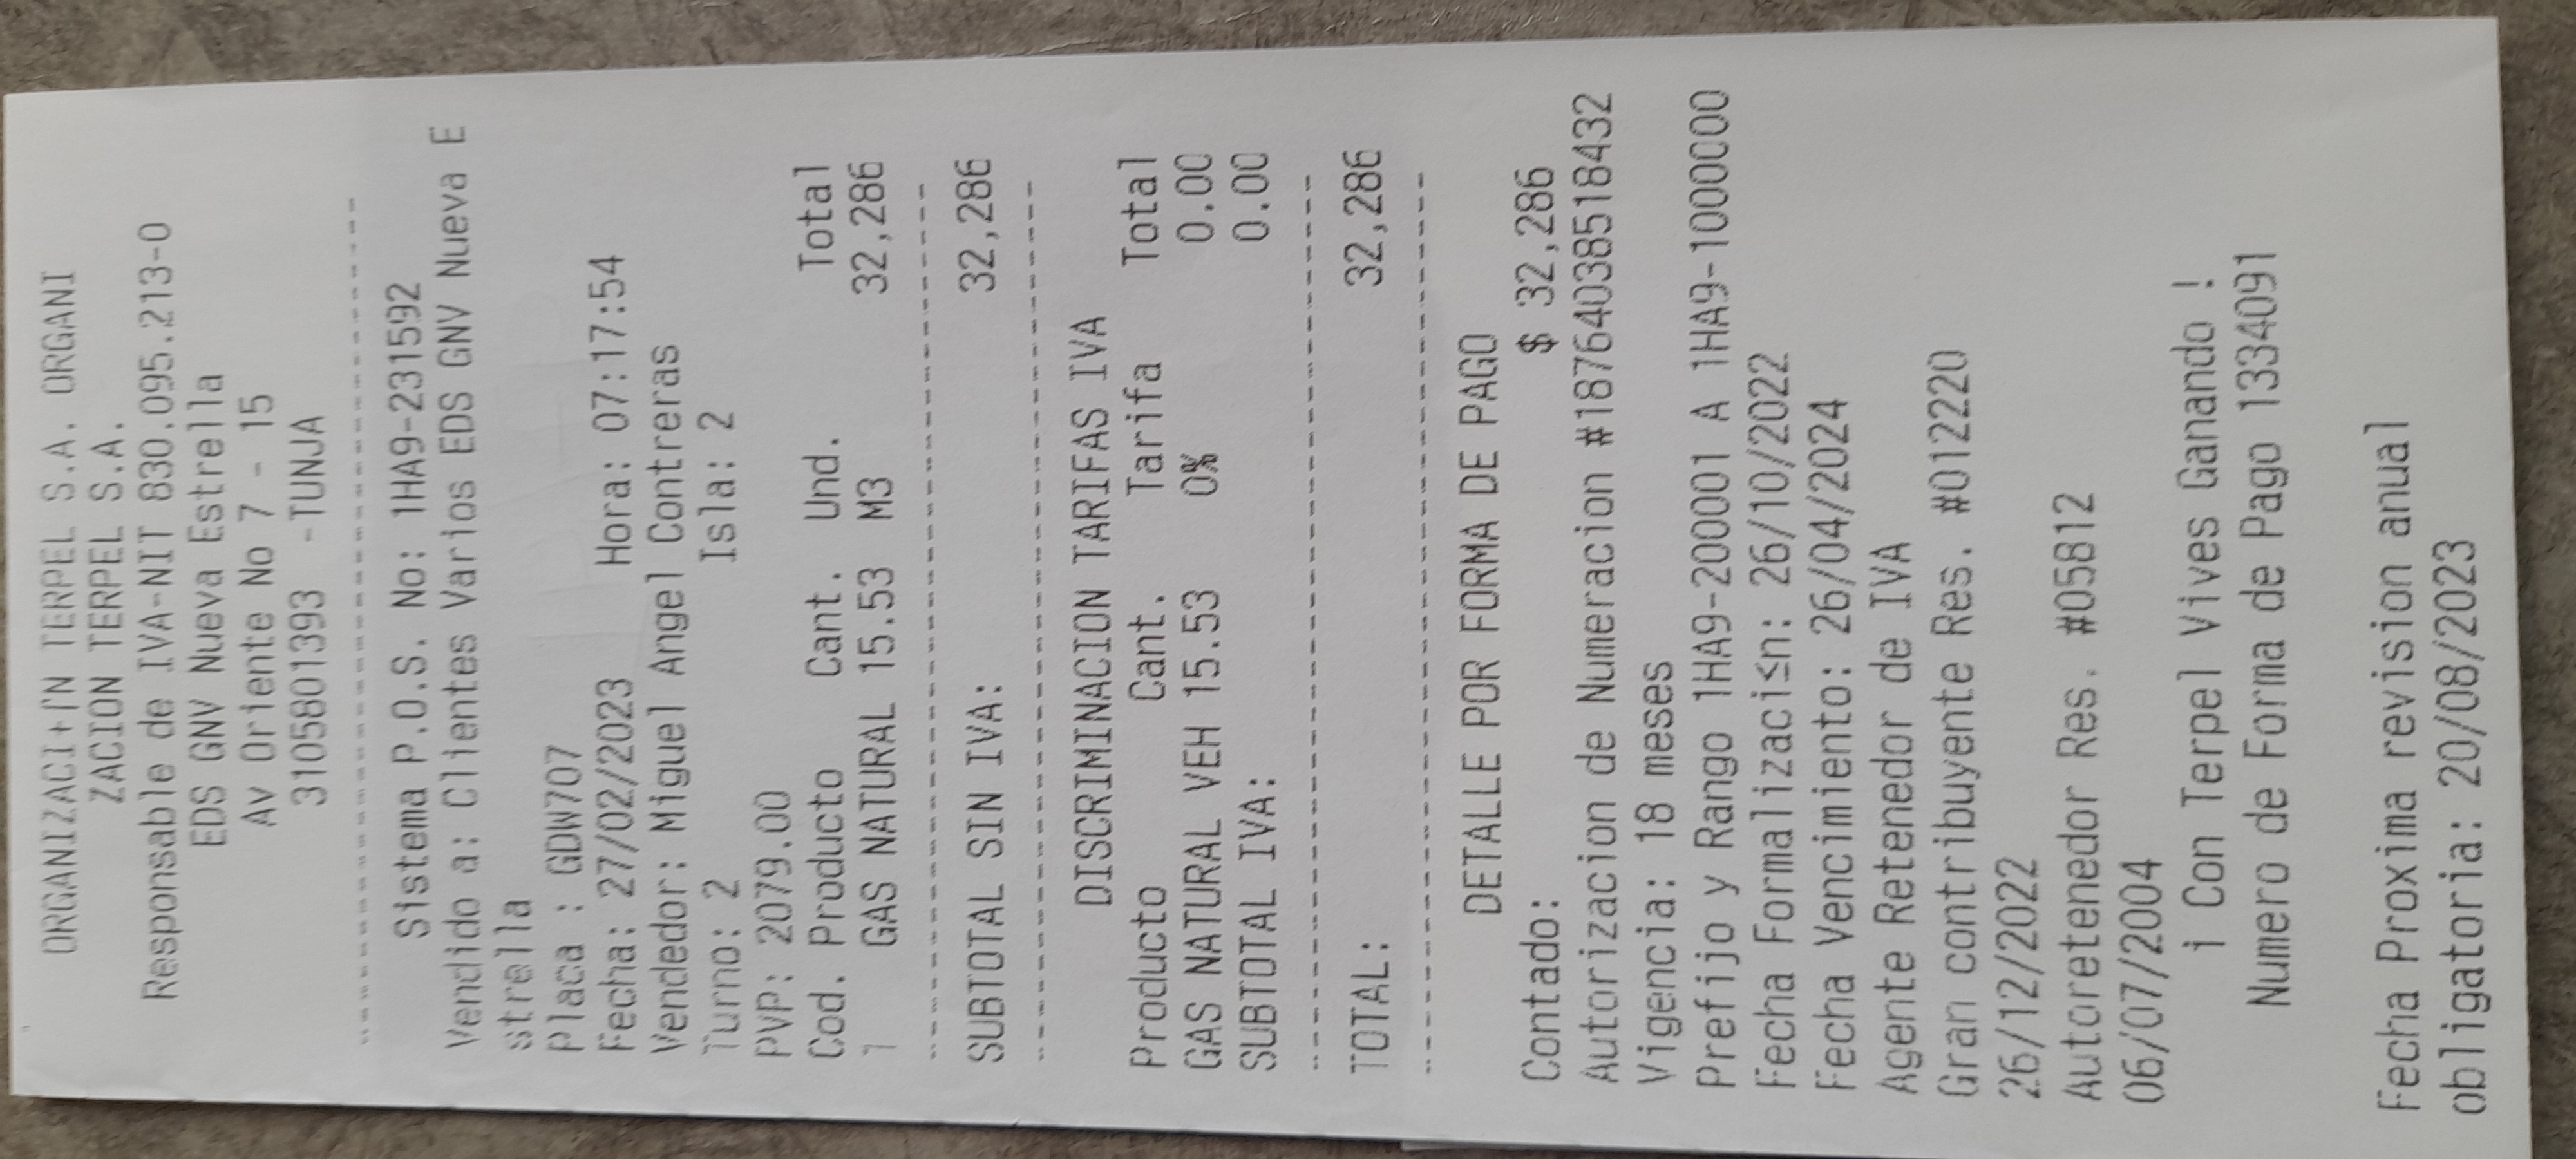 ORGANIZACI+ΓN TERPEL S.A. ORGANI
ZACION TERPEL S.A.
Responsable de IVA-NIT 830.095.213-0
EDS GNV Nueva Estrella
Av Oriente No 7 - 15
3105801393 -TUNJA
Sistema P.O.S. No: 1HA9-231592
Vendido a: Clientes Varios EDS GNV Nueva E
strella
Placa : GDW707
Fecha: 27/02/2023 Hora: 07:17:54
Vendedor: Miguel Angel Contreras
Turno: 2 Isla: 2
PVP: 2079.00
Cod. Producto Cant. Und. Total
1 GAS NATURAL 15.53 M3 32,286
SUBTOTAL SIN IVA: 32,286
DISCRIMINACION TARIFAS IVA
Producto Cant. Tarifa Total
GAS NATURAL VEH 15.53 0% 0.00
SUBTOTAL IVA: 0.00
TOTAL: 32,286
DETALLE POR FORMA DE PAGO
Contado: $ 32,286
Autorizacion de Numeracion #18764038518432
Vigencia: 18 meses
Prefijo y Rango 1HA9-200001 A 1HA9-1000000
Fecha Formalizaci≤n: 26/10/2022
Fecha Vencimiento: 26/04/2024
Agente Retenedor de IVA
Gran contribuyente Res. #012220
26/12/2022
Autoretenedor Res. #05812
06/07/2004
¡ Con Terpel Vives Ganando !
Numero de Forma de Pago 1334091
Fecha Proxima revision anual
obligatoria: 20/08/2023